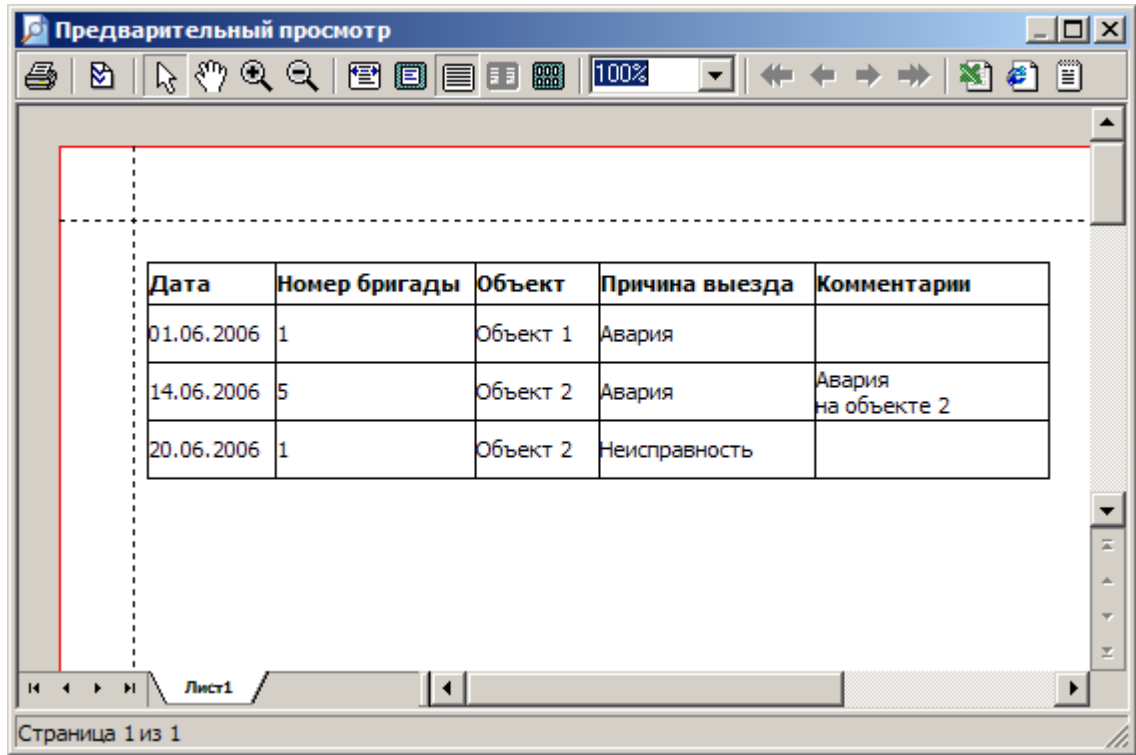 Предварительный просмотр
100%
Дата Номер бригады Объект Причина выезда Комментарии
01.06.2006 1 Объект 1 Авария
14.06.2006 5 Объект 2 Авария Авария
на объекте 2
20.06.2006 1 Объект 2 Неисправность
Лист1
Страница 1 из 1